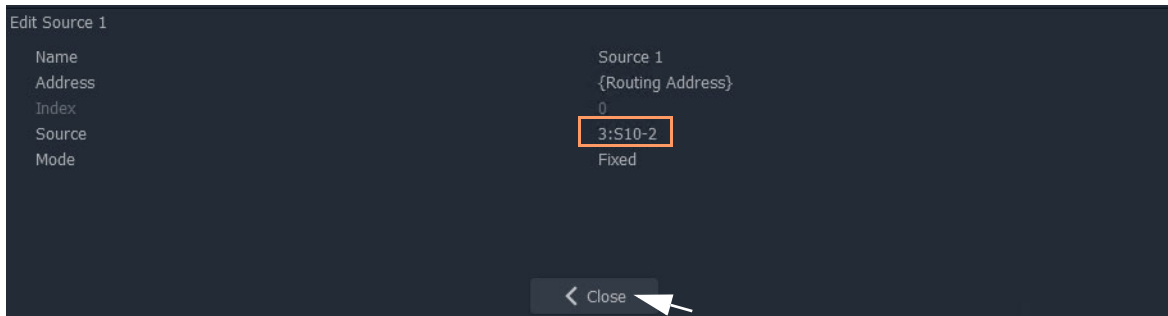 Edit Source 1
Name Source 1
Address {Routing Address}
Index 0
Source 3:S10-2
Mode Fixed
Close